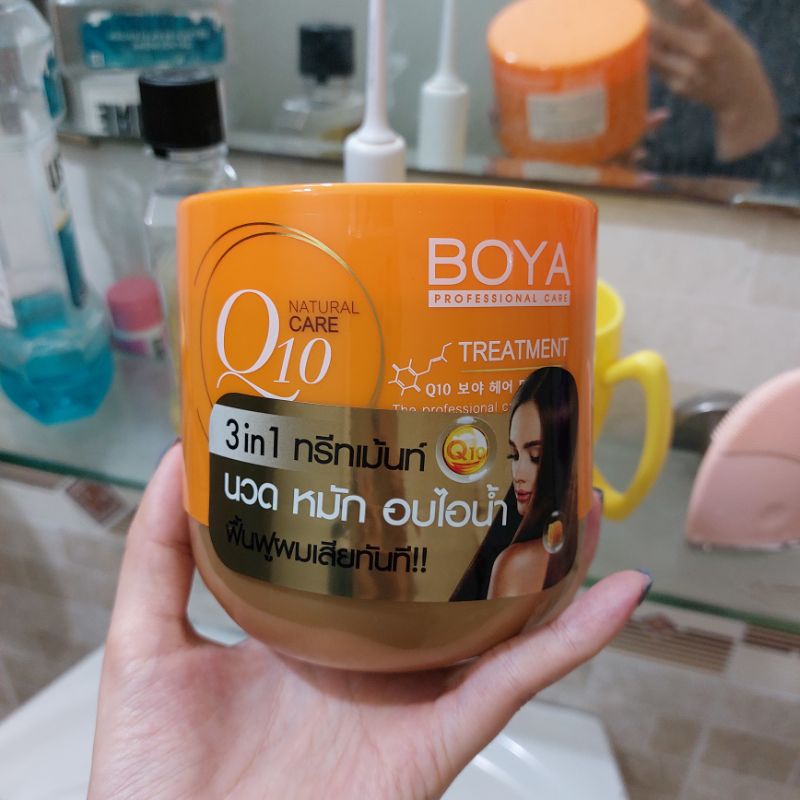 Q10
NATURAL
CARE
BOYA
PROFESSIONAL CARE
TREATMENT
Q10 보야 헤어
The professional
3in1 ทรีทเม้นท์
Q10
นวด หมัก อบไอน้ำ
ฟื้นฟูผมเสียทันที!!